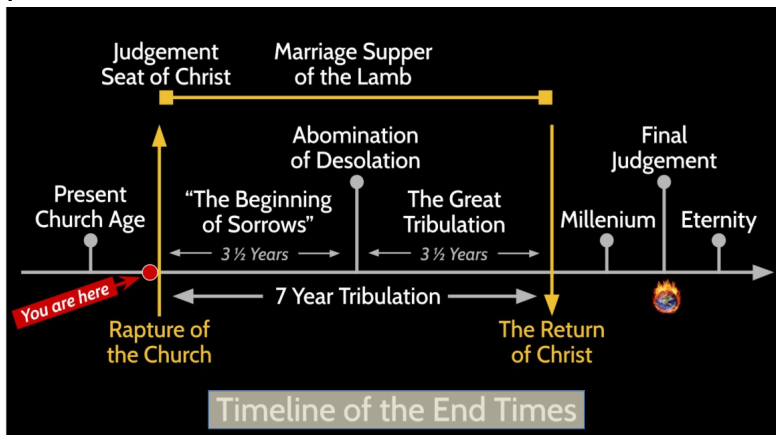 Judgement
Seat of Christ
Marriage Supper
of the Lamb
Abomination
of Desolation
Final
Judgement
Present
Church Age
“The Beginning
of Sorrows”
The Great
Tribulation
Millenium
Eternity
3 ½ Years
3 ½ Years
You are here
7 Year Tribulation
Rapture of
the Church
The Return
of Christ
Timeline of the End Times